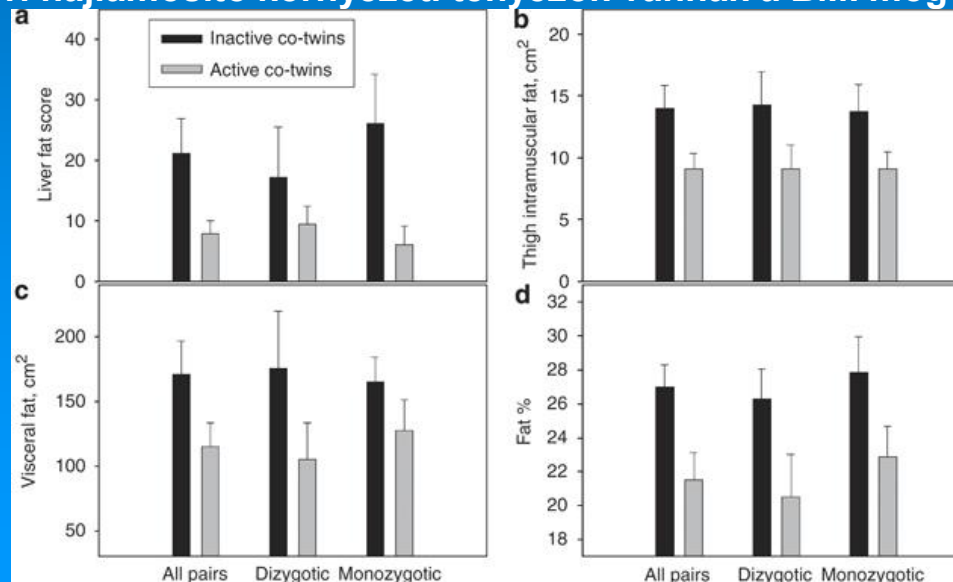 a
40
30
20
10
0
Liver fat score
Inactive co-twins
Active co-twins
b
20
15
10
5
0
Thigh intramuscular fat, cm²
c
200
150
100
50
Visceral fat, cm²
All pairs Dizygotic Monozygotic
d
32
30
28
26
24
22
20
18
Fat %
All pairs Dizygotic Monozygotic